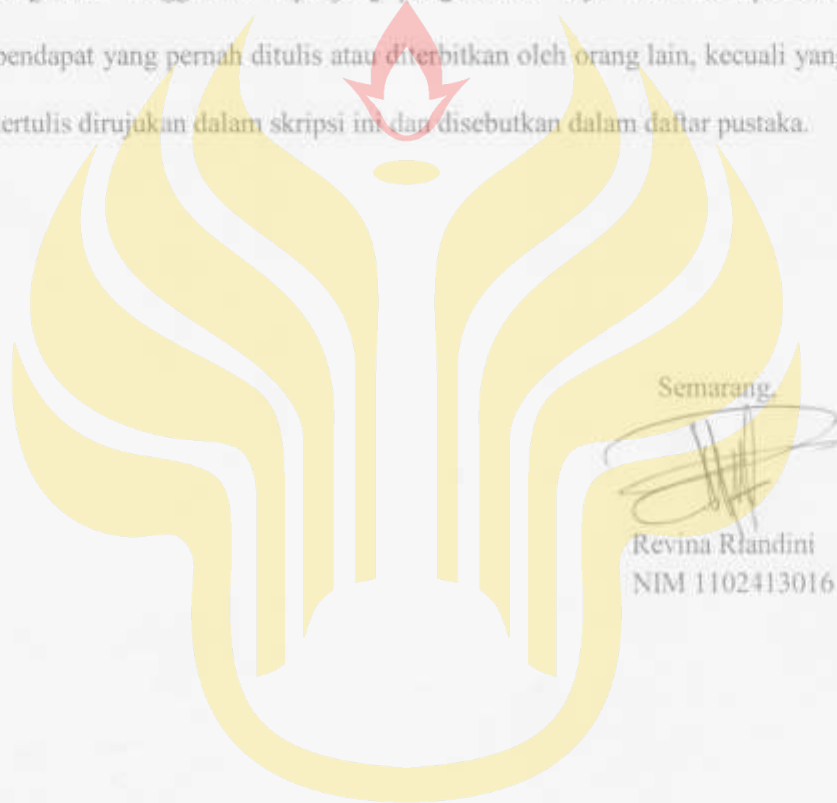 pendapat yang pernah ditulis atau diterbitkan oleh orang lain, kecuali yang
tertulis dirujukan dalam skripsi ini dan disebutkan dalam daftar pustaka.
Semarang,
Revina Riandini
NIM 1102413016